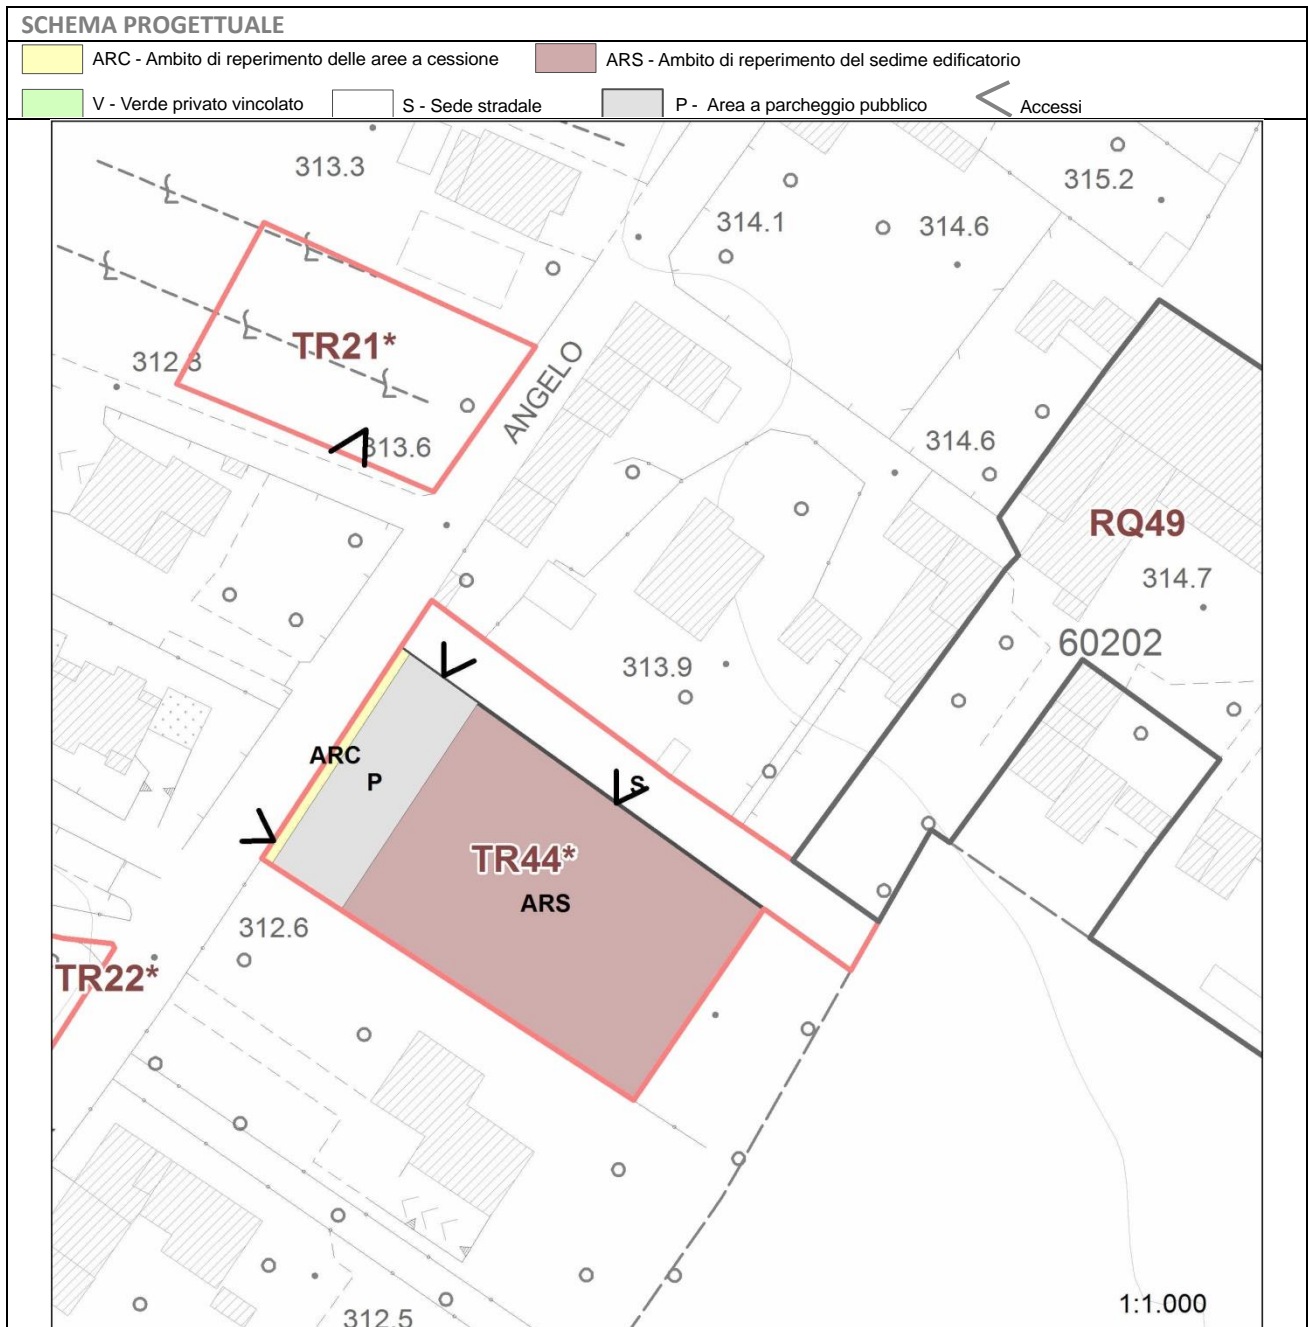 SCHEMA PROGETTUALE
ARC - Ambito di reperimento delle aree a cessione
ARS - Ambito di reperimento del sedime edificatorio
V - Verde privato vincolato
S - Sede stradale
P - Area a parcheggio pubblico
Accessi
313.3
315.2
314.1
314.6
TR21*
312.3
ANGELO
313.6
314.6
RQ49
314.7
60202
313.9
ARC
P
S
TR44*
ARS
312.6
TR22*
1:1.000
312.5